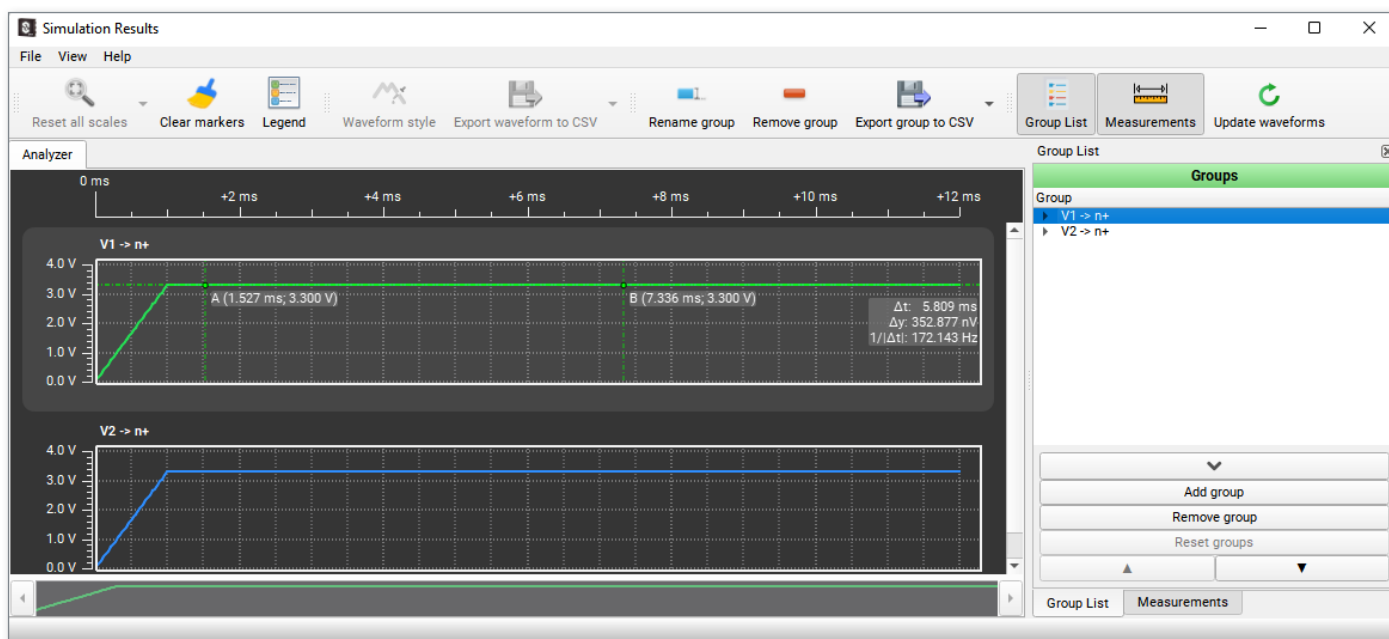 Simulation Results
File View Help
Reset all scales Clear markers Legend Waveform style Export waveform to CSV Rename group Remove group Export group to CSV Group List Measurements Update waveforms
Analyzer
0 ms
+2 ms +4 ms +6 ms +8 ms +10 ms +12 ms
V1 -> n+
4.0 V
3.0 V
2.0 V
1.0 V
0.0 V
A (1.527 ms; 3.300 V) B (7.336 ms; 3.300 V)
Δt: 5.809 ms
Δy: 352.877 nV
1/|Δt|: 172.143 Hz
V2 -> n+
4.0 V
3.0 V
2.0 V
1.0 V
0.0 V
Group List
Groups
Group
V1 -> n+
V2 -> n+
Add group
Remove group
Reset groups
Group List Measurements